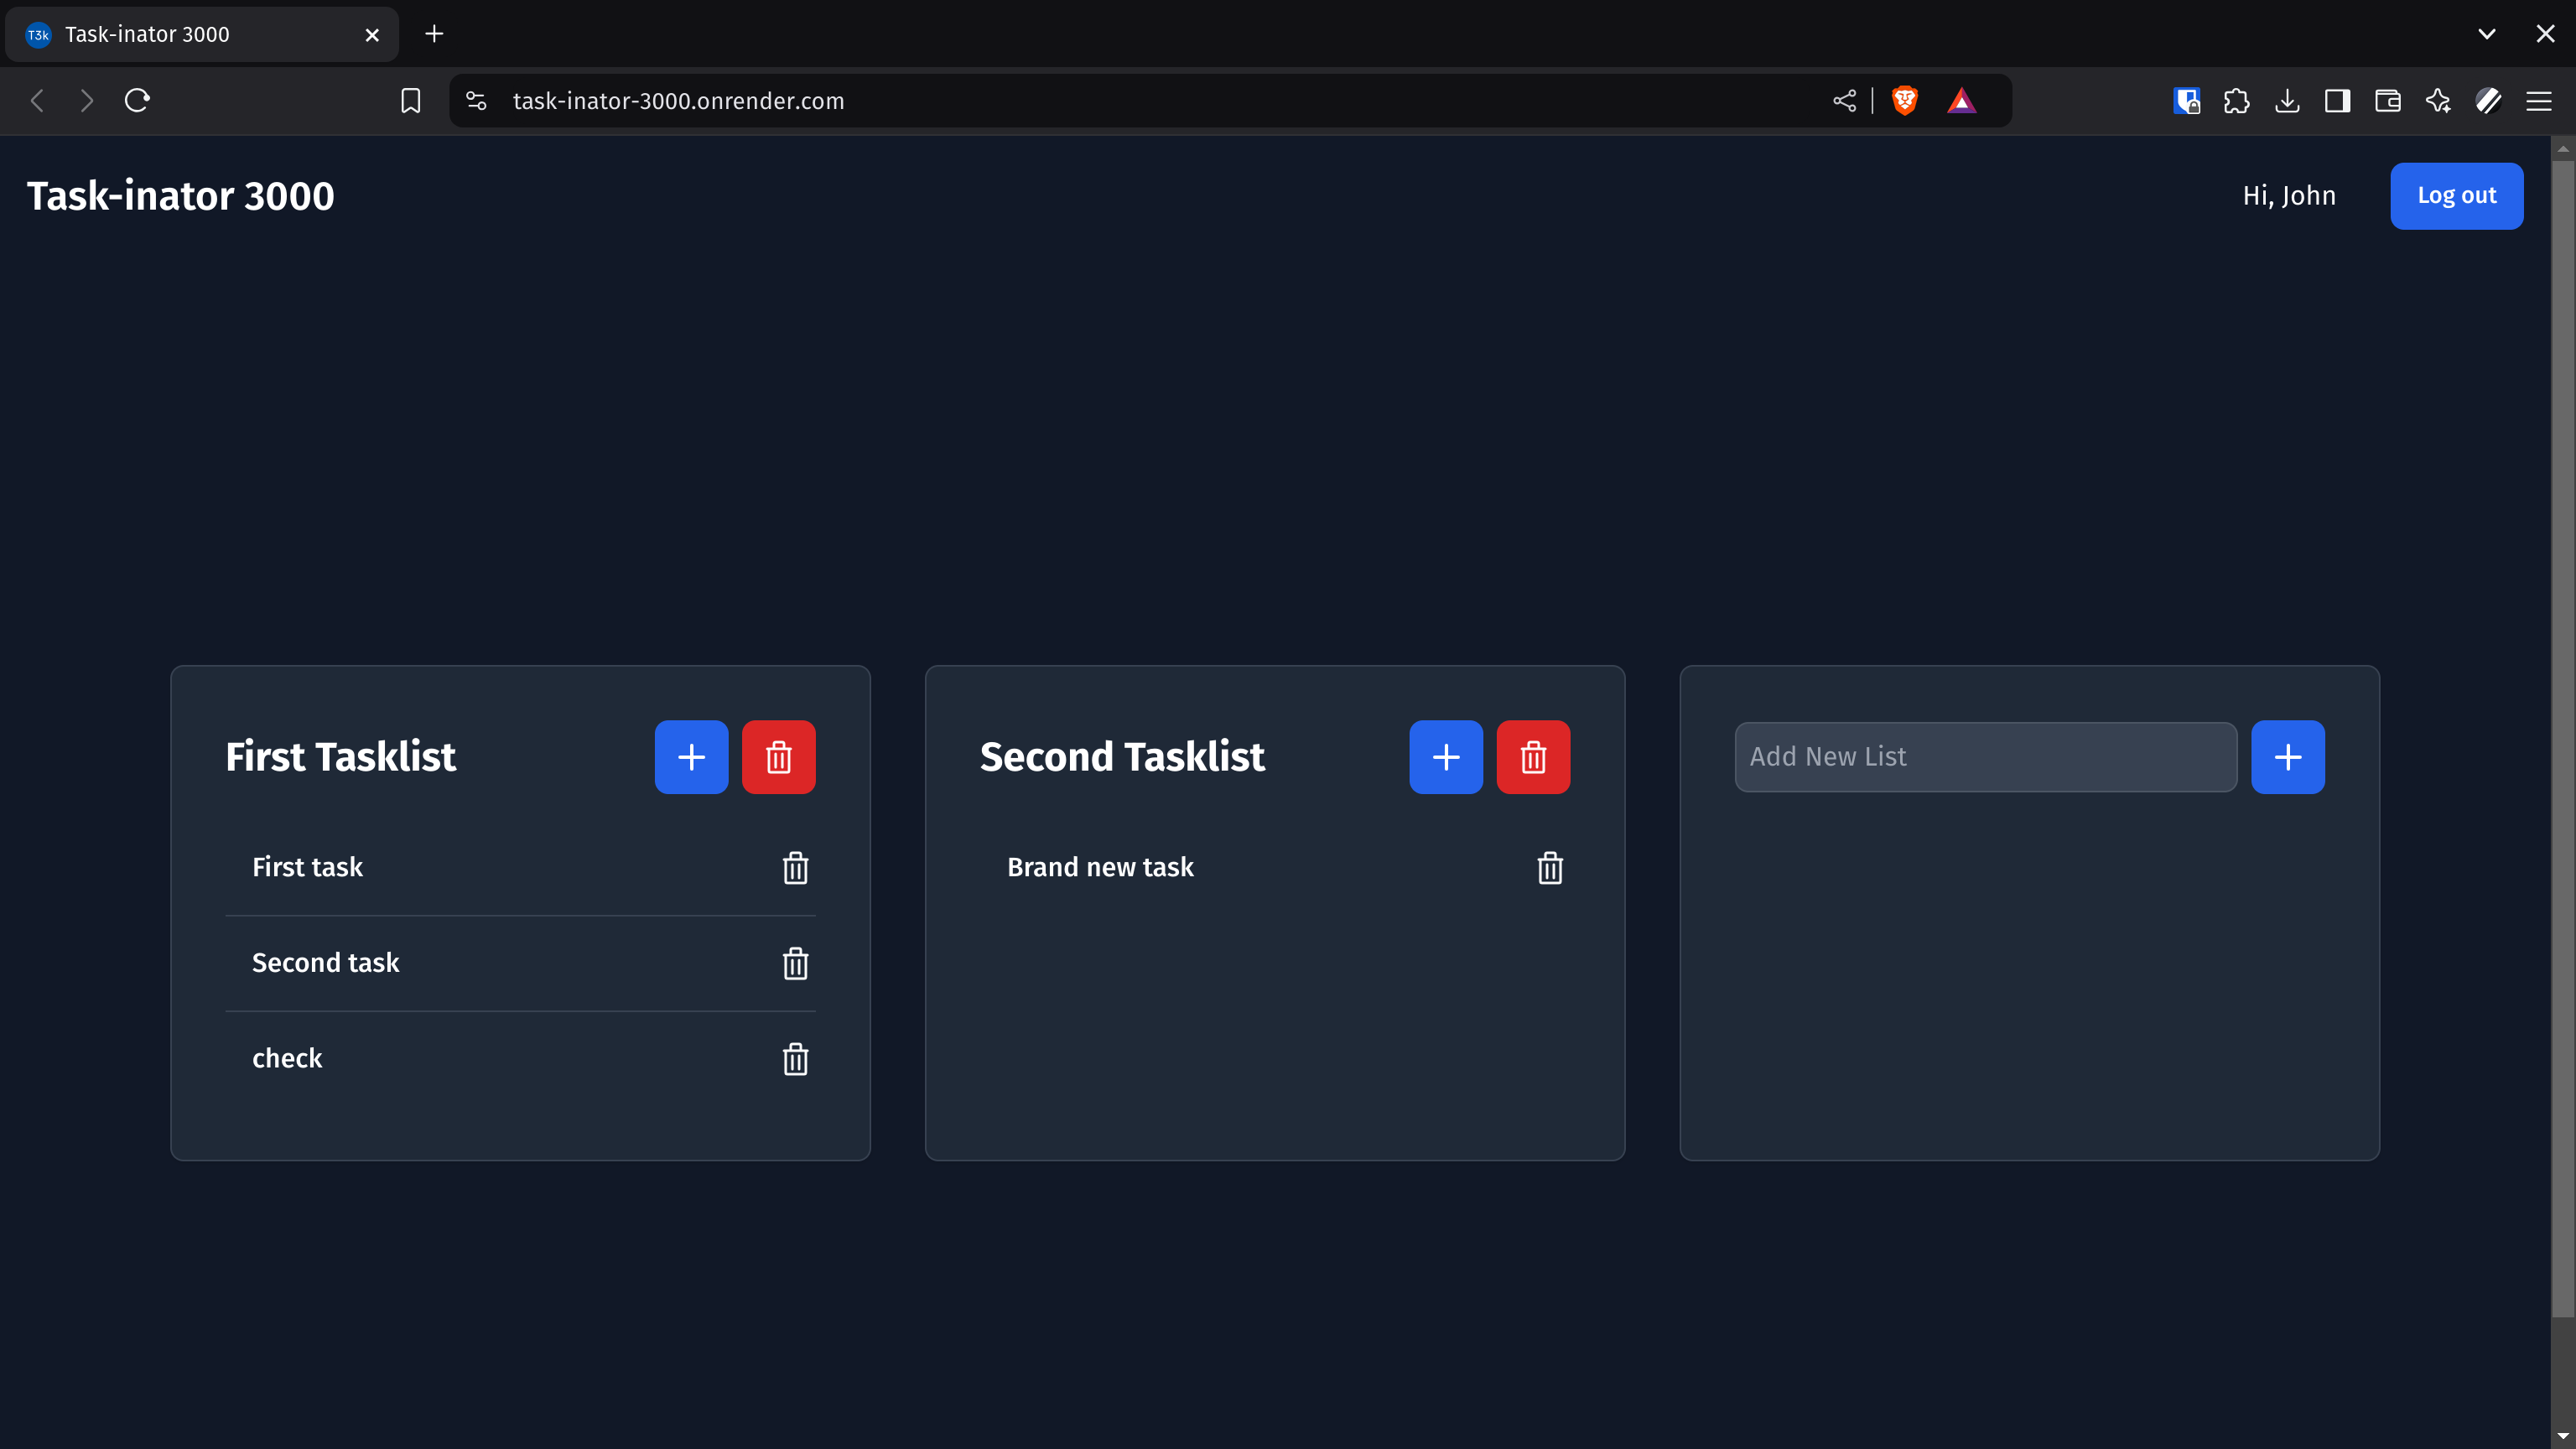 T3k Task-inator 3000
task-inator-3000.onrender.com
Task-inator 3000
Hi, John
Log out
First Tasklist
First task
Second task
check
Second Tasklist
Brand new task
Add New List